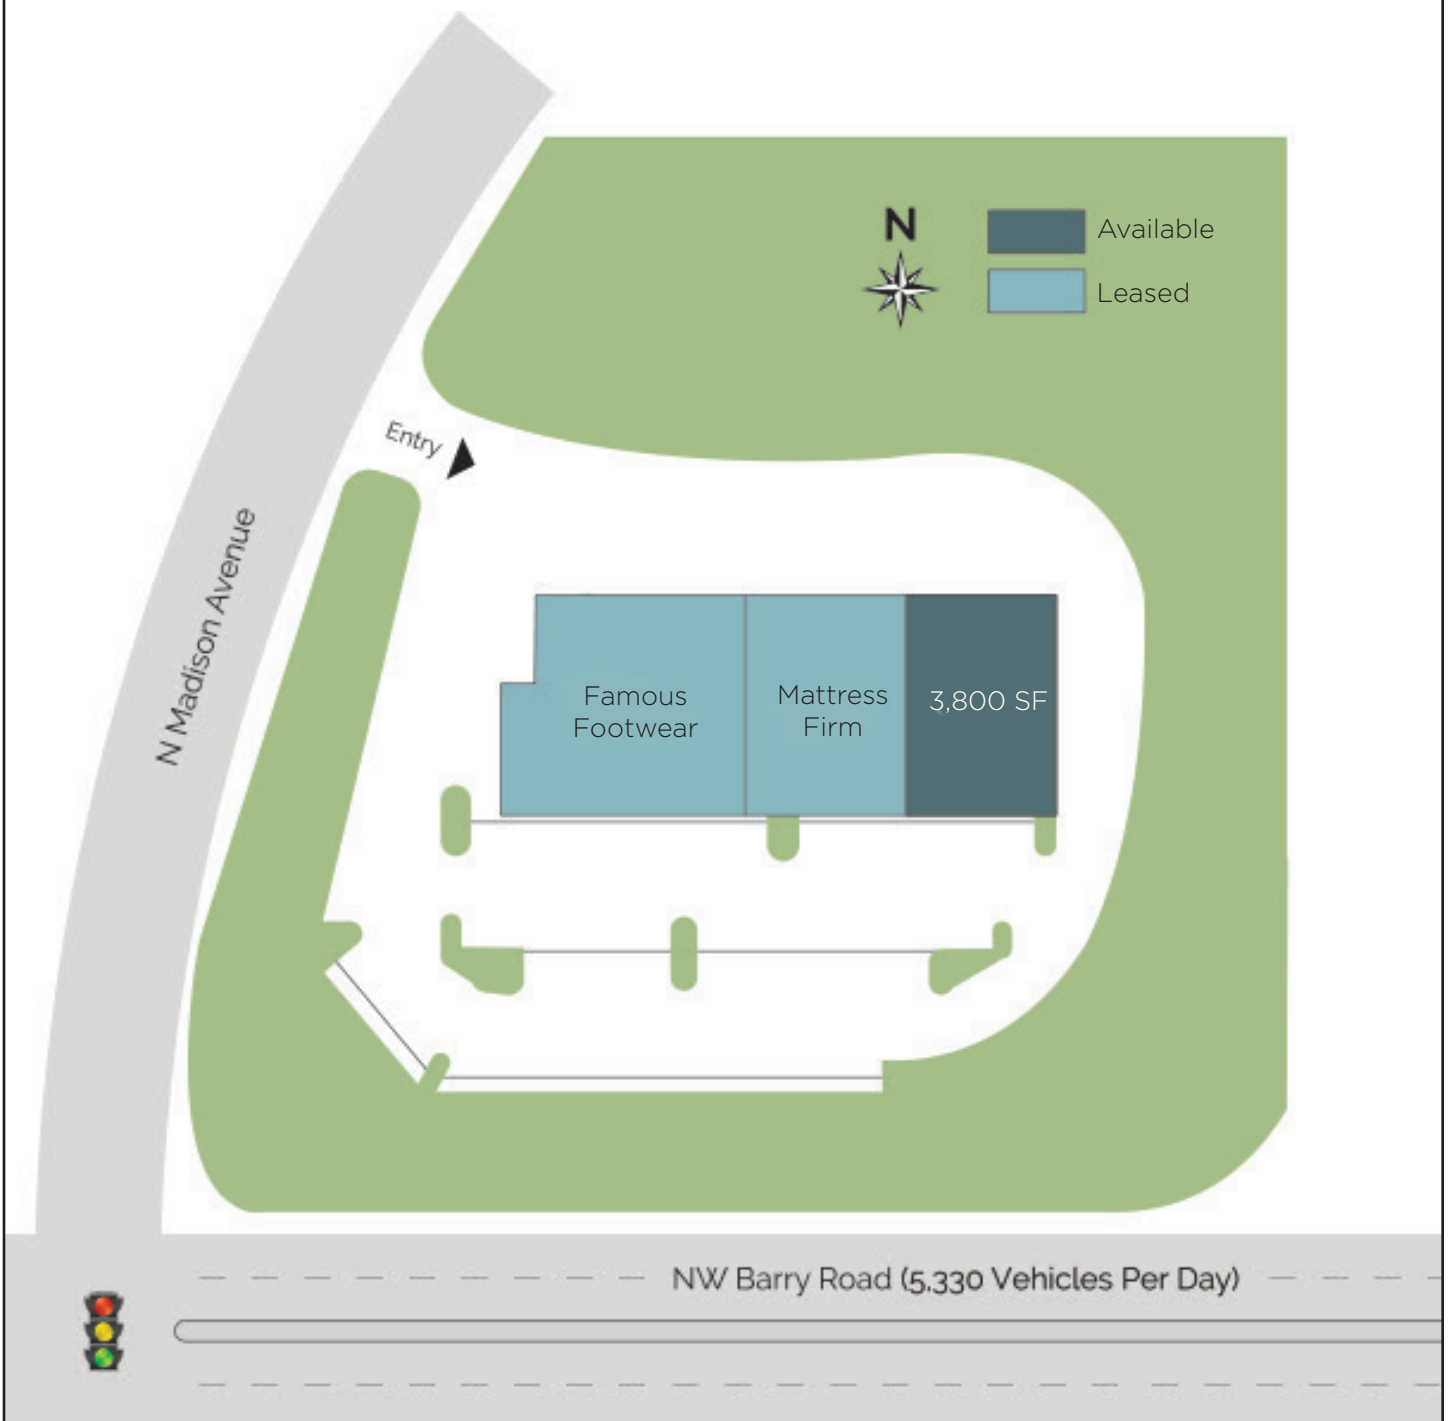 N
Available
Leased
Entry
N Madison Avenue
Famous
Footwear
Mattress
Firm
3,800 SF
NW Barry Road (5,330 Vehicles Per Day)